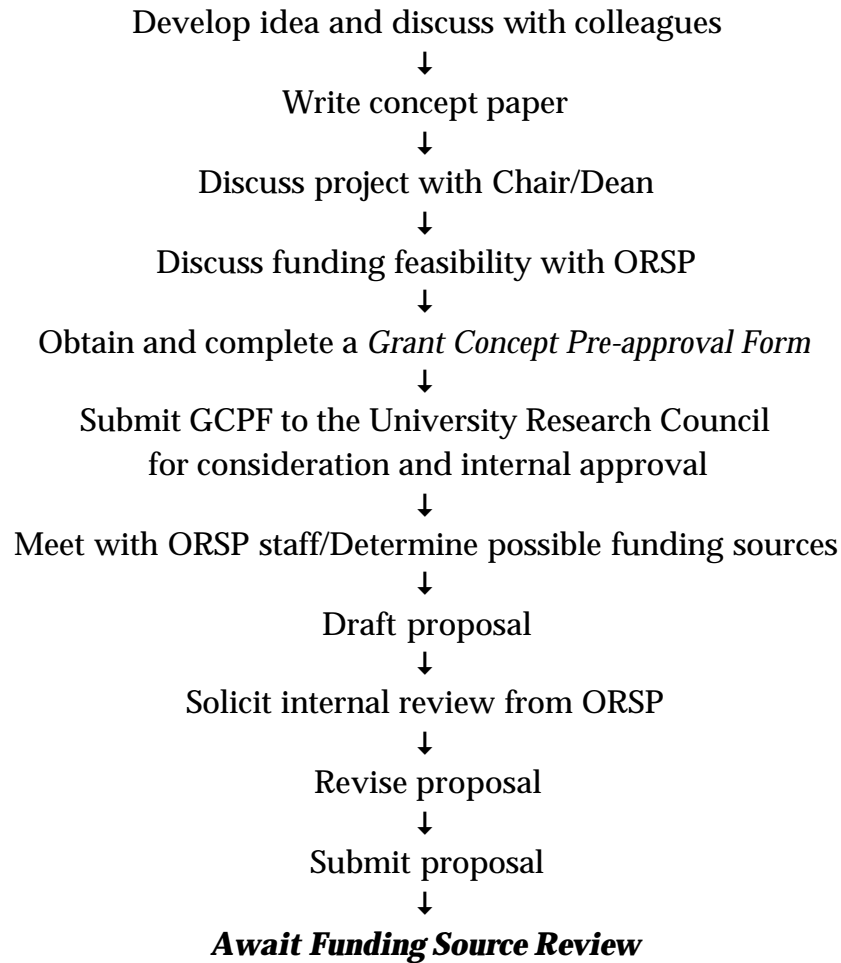 Develop idea and discuss with colleagues
↓
Write concept paper
↓
Discuss project with Chair/Dean
↓
Discuss funding feasibility with ORSP
↓
Obtain and complete a Grant Concept Pre-approval Form
↓
Submit GCPF to the University Research Council
for consideration and internal approval
↓
Meet with ORSP staff/Determine possible funding sources
↓
Draft proposal
↓
Solicit internal review from ORSP
↓
Revise proposal
↓
Submit proposal
↓
Await Funding Source Review